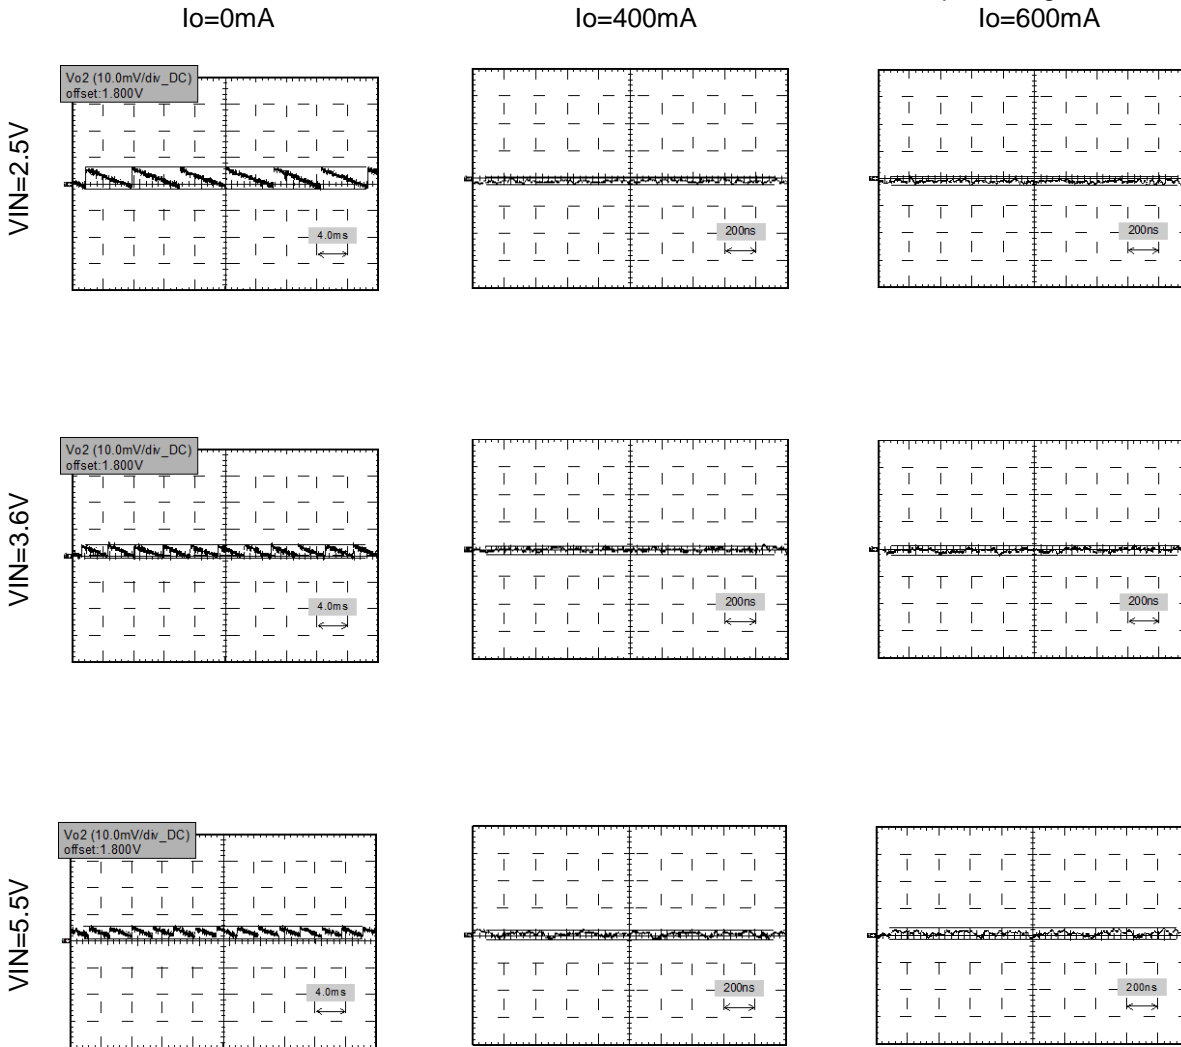 Io=0mA
Io=400mA
Io=600mA
VIN=2.5V
Vo2 (10.0mV/div_DC)
offset:1.800V
4.0ms
200ns
200ns
VIN=3.6V
Vo2 (10.0mV/div_DC)
offset:1.800V
4.0ms
200ns
200ns
VIN=5.5V
Vo2 (10.0mV/div_DC)
offset:1.800V
4.0ms
200ns
200ns